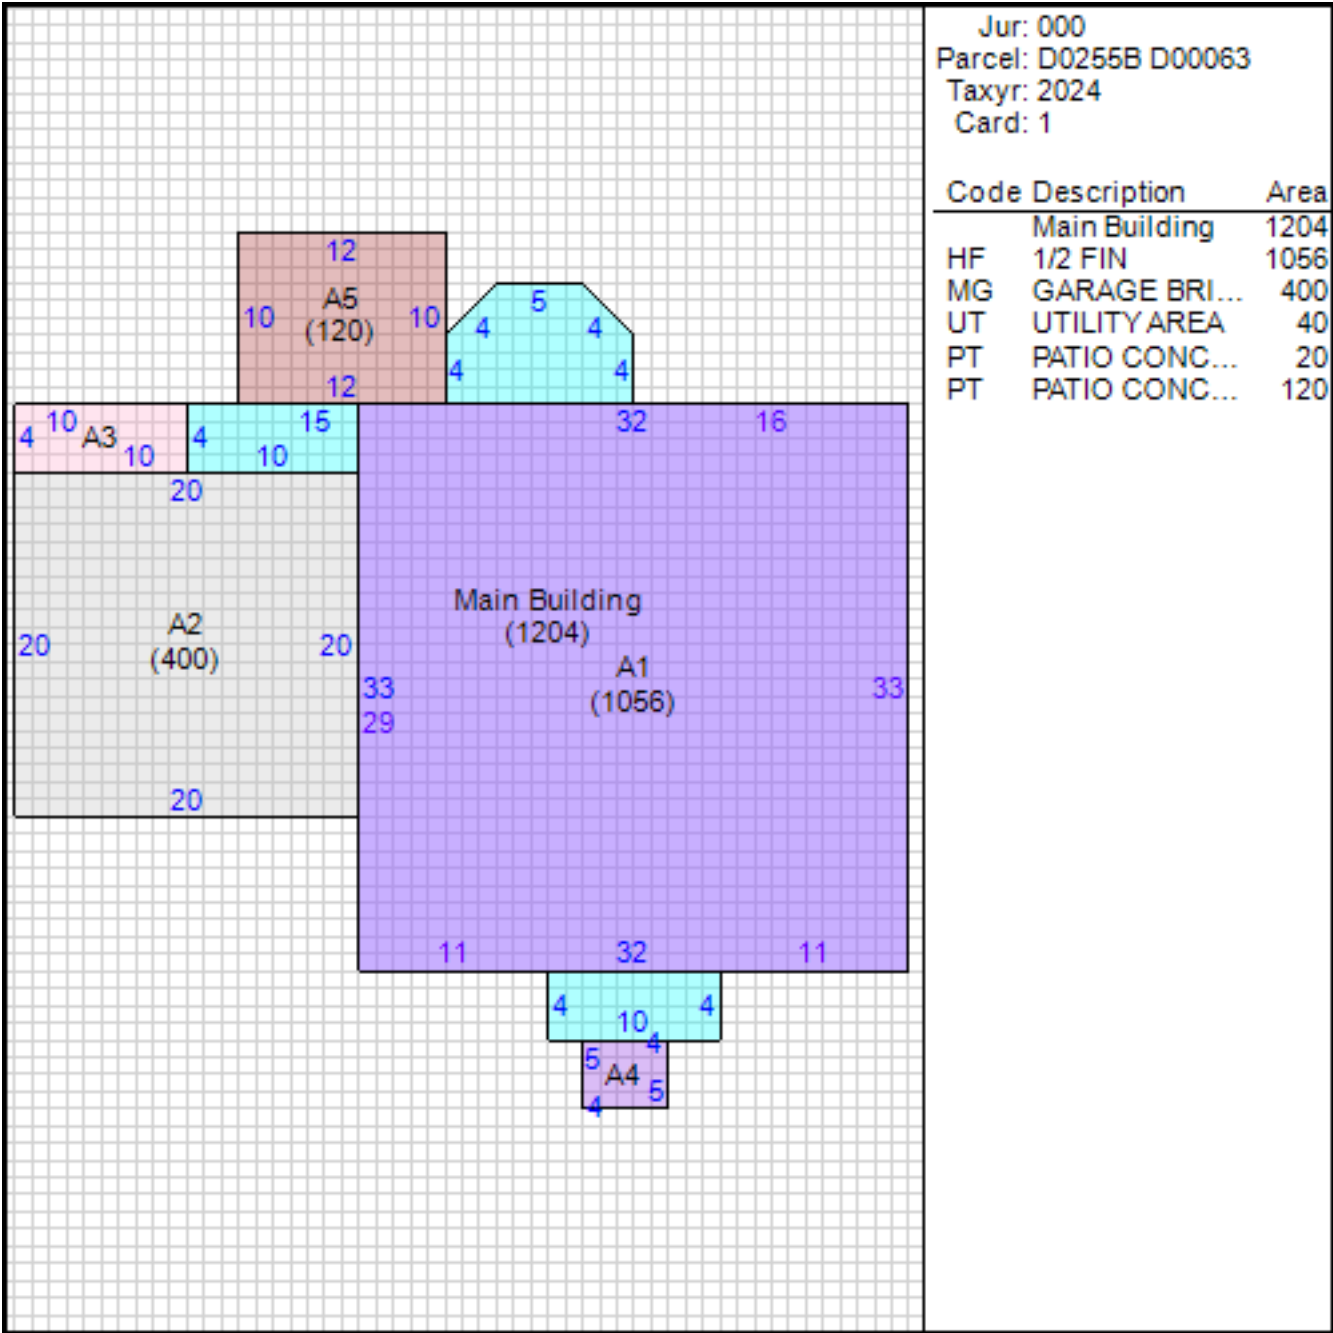 Jur: 000
Parcel: D0255B D00063
Taxyr: 2024
Card: 1
Code Description Area
Main Building 1204
HF 1/2 FIN 1056
MG GARAGE BRI... 400
UT UTILITY AREA 40
PT PATIO CONC... 20
PT PATIO CONC... 120
12
A5
10 (120) 10
12
5
4 4
4 4
10 15 32 16
4 A3 4
10 10
20
Main Building
(1204)
A2
20 (400) 20
A1
(1056)
33 33
29
20
11 32 11
4 4
10
4
5 A4
5
4